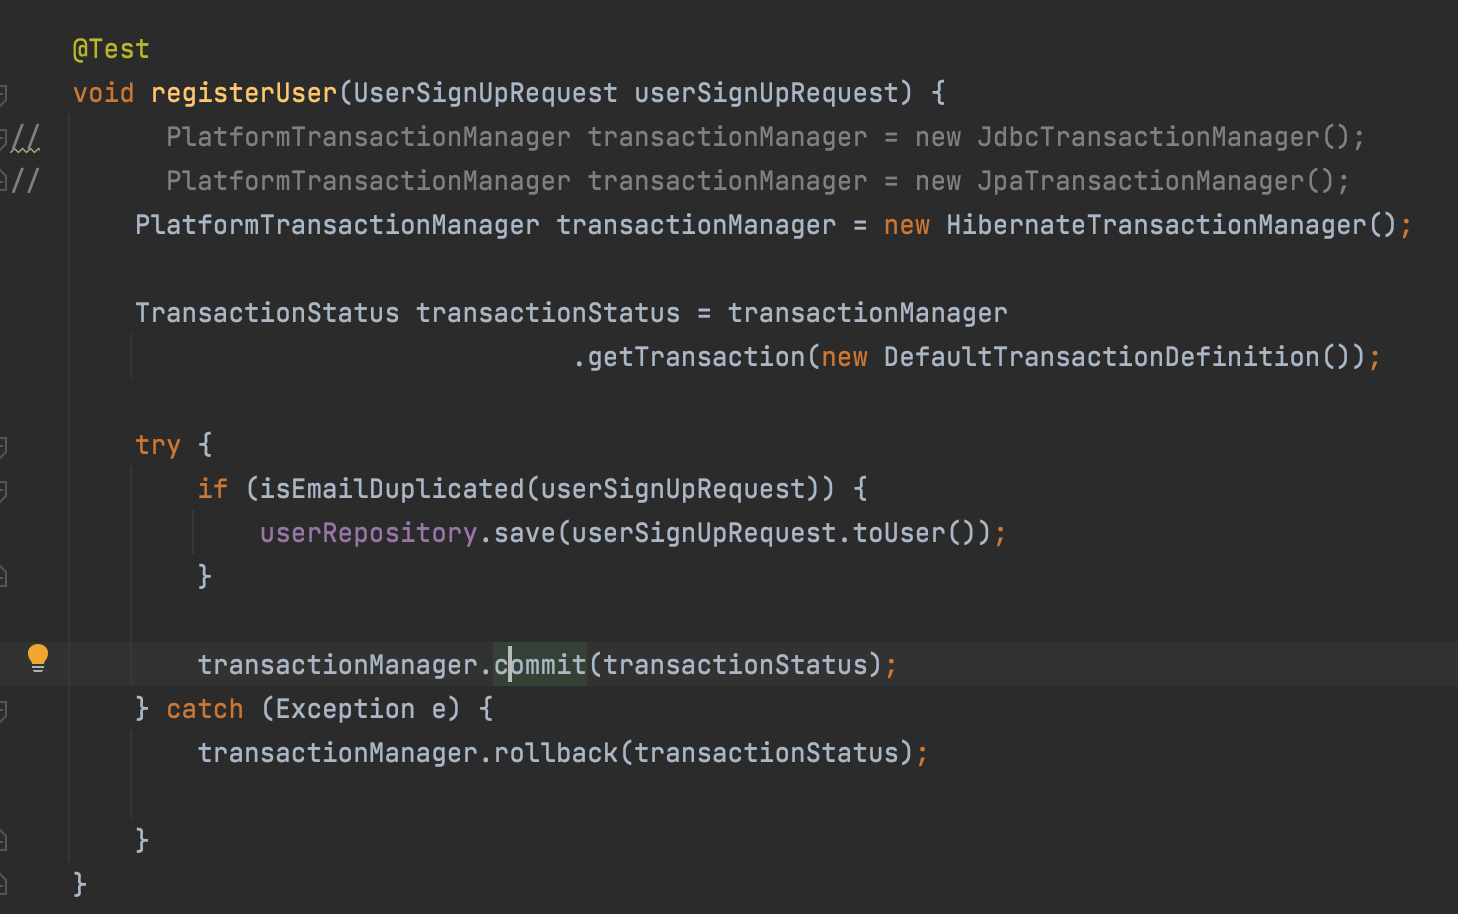 @Test
void registerUser(UserSignUpRequest userSignUpRequest) {
//        PlatformTransactionManager transactionManager = new JdbcTransactionManager();
//        PlatformTransactionManager transactionManager = new JpaTransactionManager();
    PlatformTransactionManager transactionManager = new HibernateTransactionManager();
    TransactionStatus transactionStatus = transactionManager
                                .getTransaction(new DefaultTransactionDefinition());
    try {
        if (isEmailDuplicated(userSignUpRequest)) {
            userRepository.save(userSignUpRequest.toUser());
        }
        transactionManager.commit(transactionStatus);
    } catch (Exception e) {
        transactionManager.rollback(transactionStatus);
    }
}